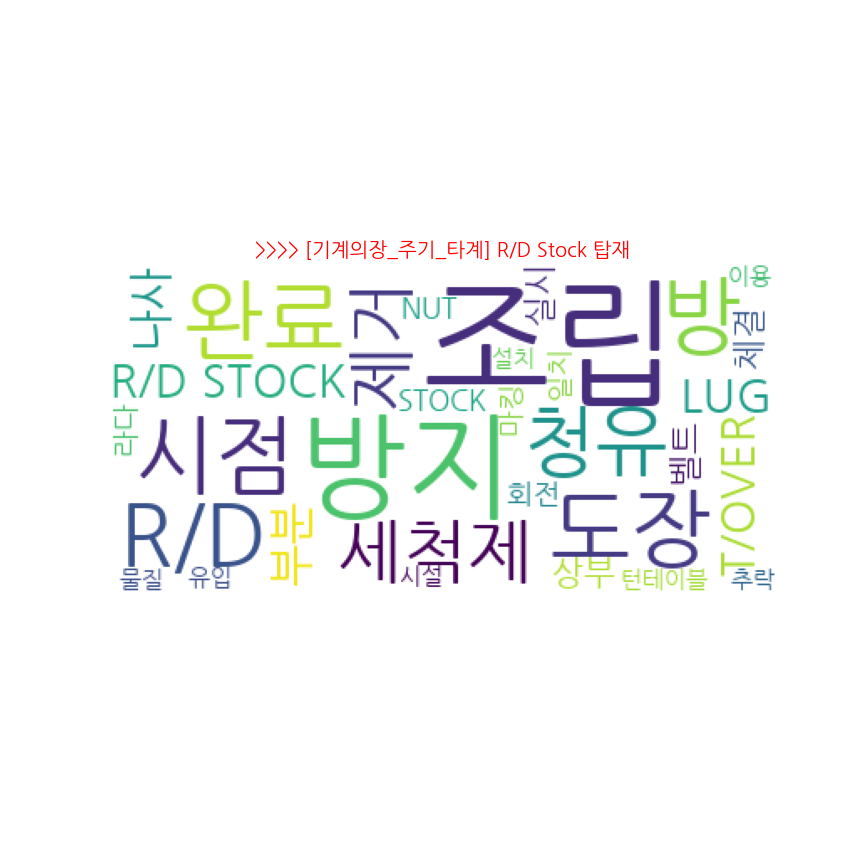 >>>> [기계의장_주기_타계] R/D Stock 탑재
나사
완료
제거
NUT
조립
실시
방
이용
체결
R/D STOCK
STOCK
설치
마킹
일치
LUG
라다
시점
방지
청유
벨트
T/OVER
R/D
부분
세척제
회전
도장
물질
유입
시설
상부
턴테이블
추락